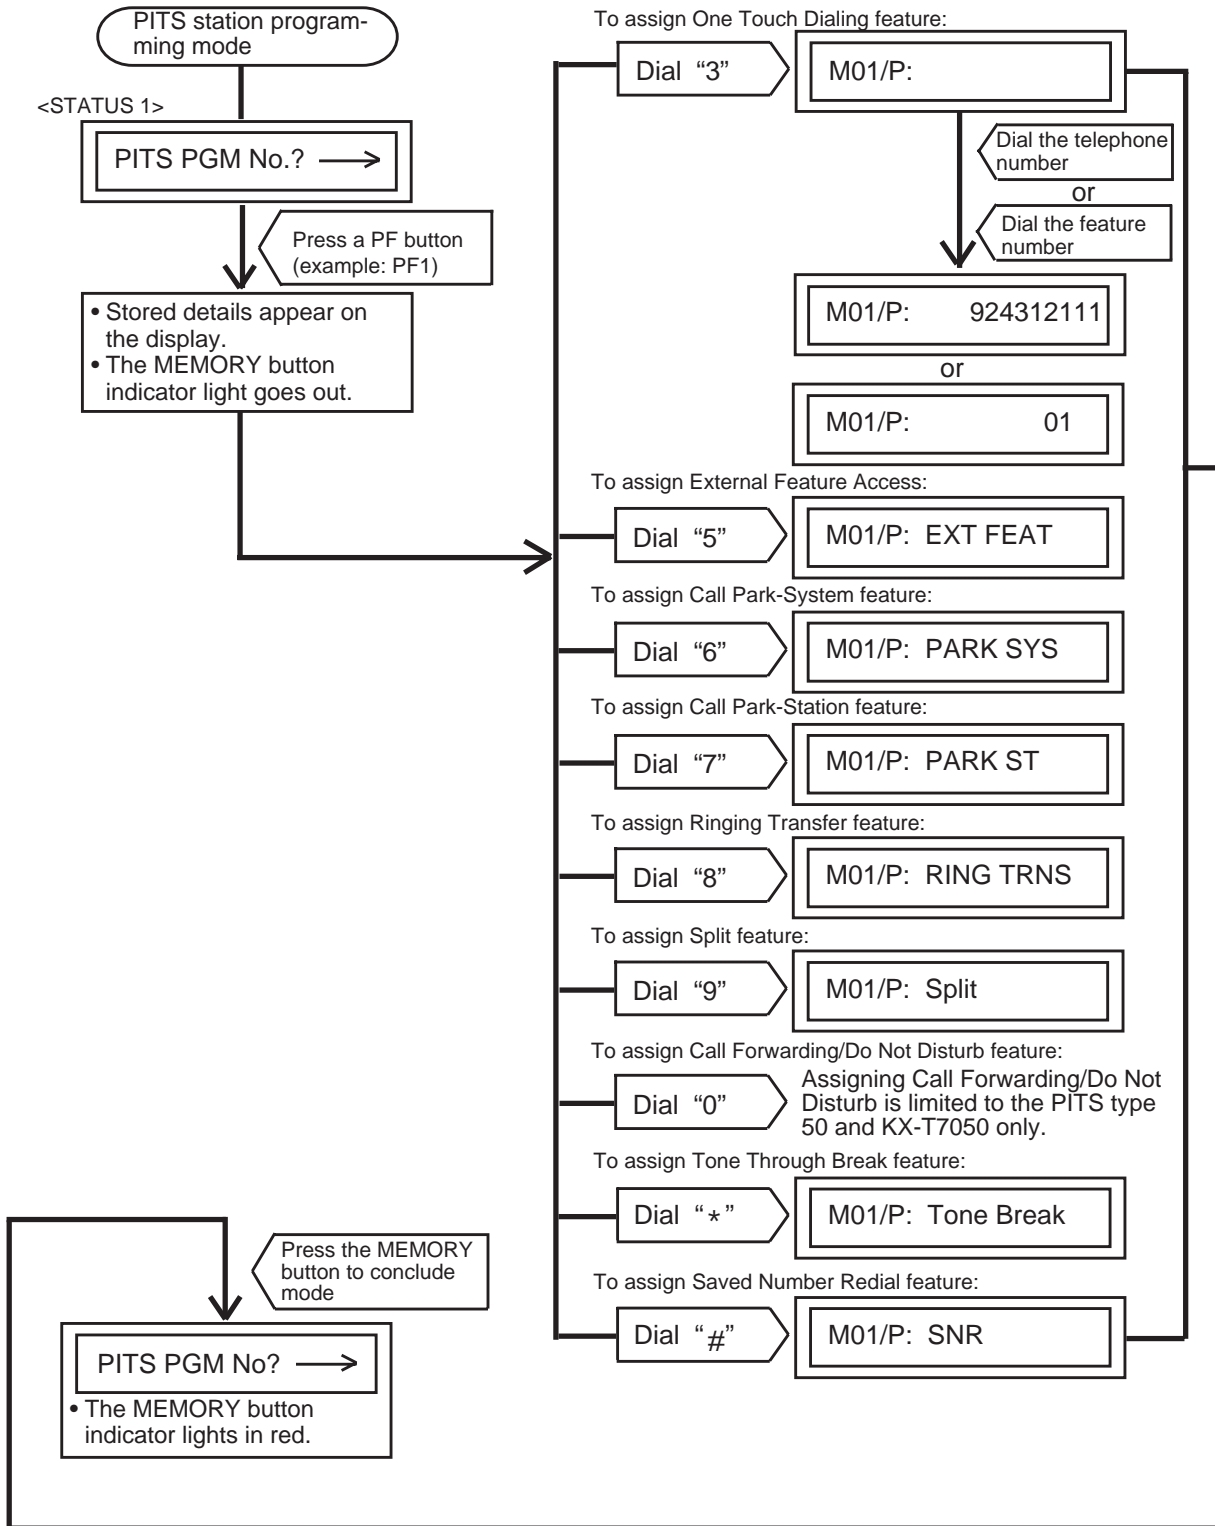 PITS station program-
ming mode
<STATUS 1>
PITS PGM No.?
Press a PF button
(example: PF1)
• Stored details appear on
the display.
• The MEMORY button
indicator light goes out.
To assign One Touch Dialing feature:
Dial “3”
M01/P:
Dial the telephone
number
or
Dial the feature
number
M01/P: 924312111
or
M01/P: 01
To assign External Feature Access:
Dial “5”
M01/P: EXT FEAT
To assign Call Park-System feature:
Dial “6”
M01/P: PARK SYS
To assign Call Park-Station feature:
Dial “7”
M01/P: PARK ST
To assign Ringing Transfer feature:
Dial “8”
M01/P: RING TRNS
To assign Split feature:
Dial “9”
M01/P: Split
To assign Call Forwarding/Do Not Disturb feature:
Dial “0”
Assigning Call Forwarding/Do Not
Disturb is limited to the PITS type
50 and KX-T7050 only.
To assign Tone Through Break feature:
Dial “*”
M01/P: Tone Break
To assign Saved Number Redial feature:
Dial “#”
M01/P: SNR
Press the MEMORY
button to conclude
mode
PITS PGM No?
• The MEMORY button
indicator lights in red.